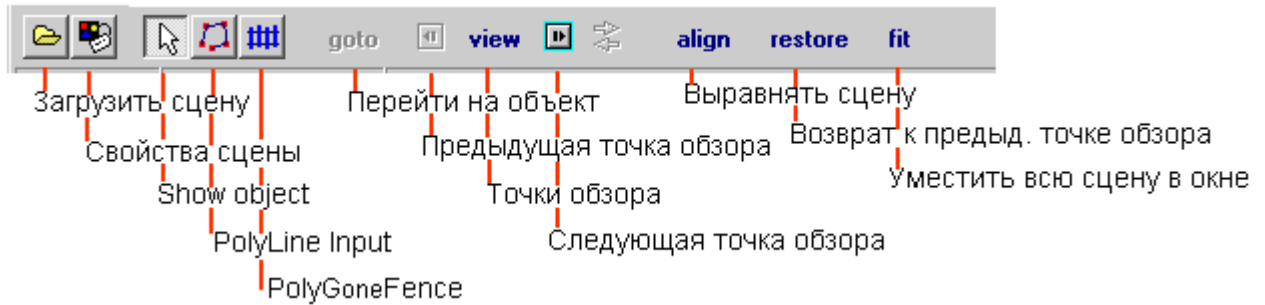 goto view align restore fit
Загрузить сцену Перейти на объект Выравнять сцену
Свойства сцены Предыдущая точка обзора Возврат к предыд. точке обзора
Show object Точки обзора Уместить всю сцену в окне
PolyLine Input Следующая точка обзора
PolyGoneFence